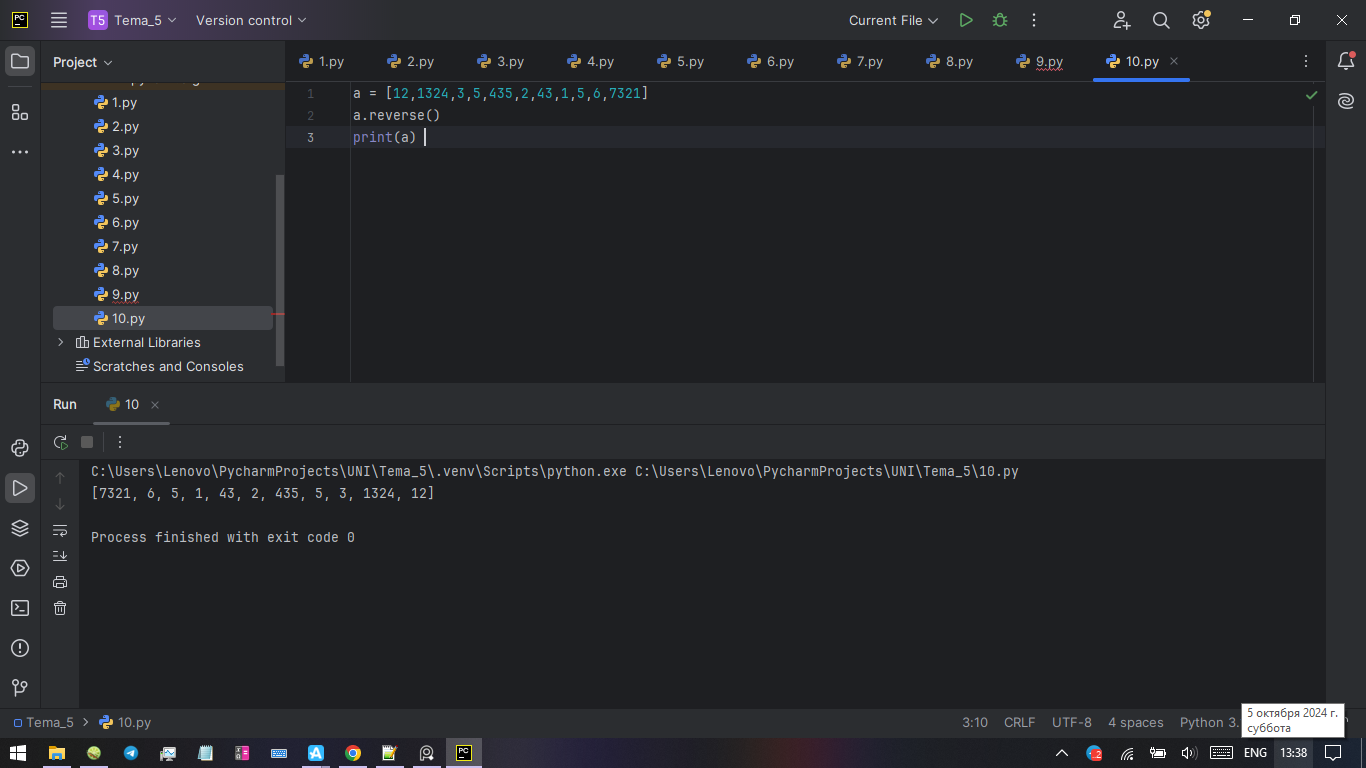 T5 Tema_5 Version control Current File
Project 1.py 2.py 3.py 4.py 5.py 6.py 7.py 8.py 9.py 10.py
1.py
2.py
3.py
4.py
5.py
6.py
7.py
8.py
9.py
10.py
External Libraries
Scratches and Consoles
1 a = [12,1324,3,5,435,2,43,1,5,6,7321]
2 a.reverse()
3 print(a)
Run 10
C:\Users\Lenovo\PycharmProjects\UNI\Tema_5\.venv\Scripts\python.exe C:\Users\Lenovo\PycharmProjects\UNI\Tema_5\10.py
[7321, 6, 5, 1, 43, 2, 435, 5, 3, 1324, 12]
Process finished with exit code 0
Tema_5 10.py 3:10 CRLF UTF-8 4 spaces Python 3.
5 октября 2024 г.
суббота
ENG 13:38